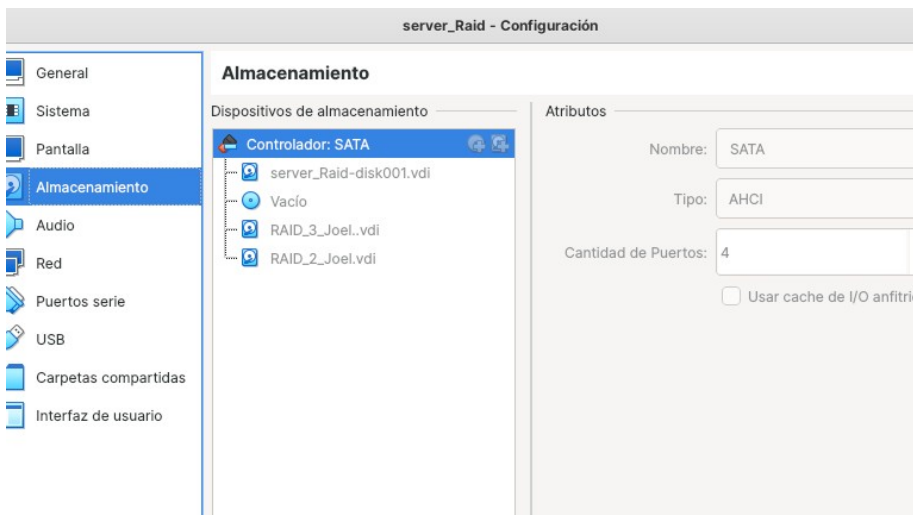 server_Raid - Configuración
General
Sistema
Pantalla
Almacenamiento
Audio
Red
Puertos serie
USB
Carpetas compartidas
Interfaz de usuario
Almacenamiento
Dispositivos de almacenamiento
Controlador: SATA
server_Raid-disk001.vdi
Vacío
RAID_3_Joel..vdi
RAID_2_Joel.vdi
Atributos
Nombre: SATA
Tipo: AHCI
Cantidad de Puertos: 4
Usar cache de I/O